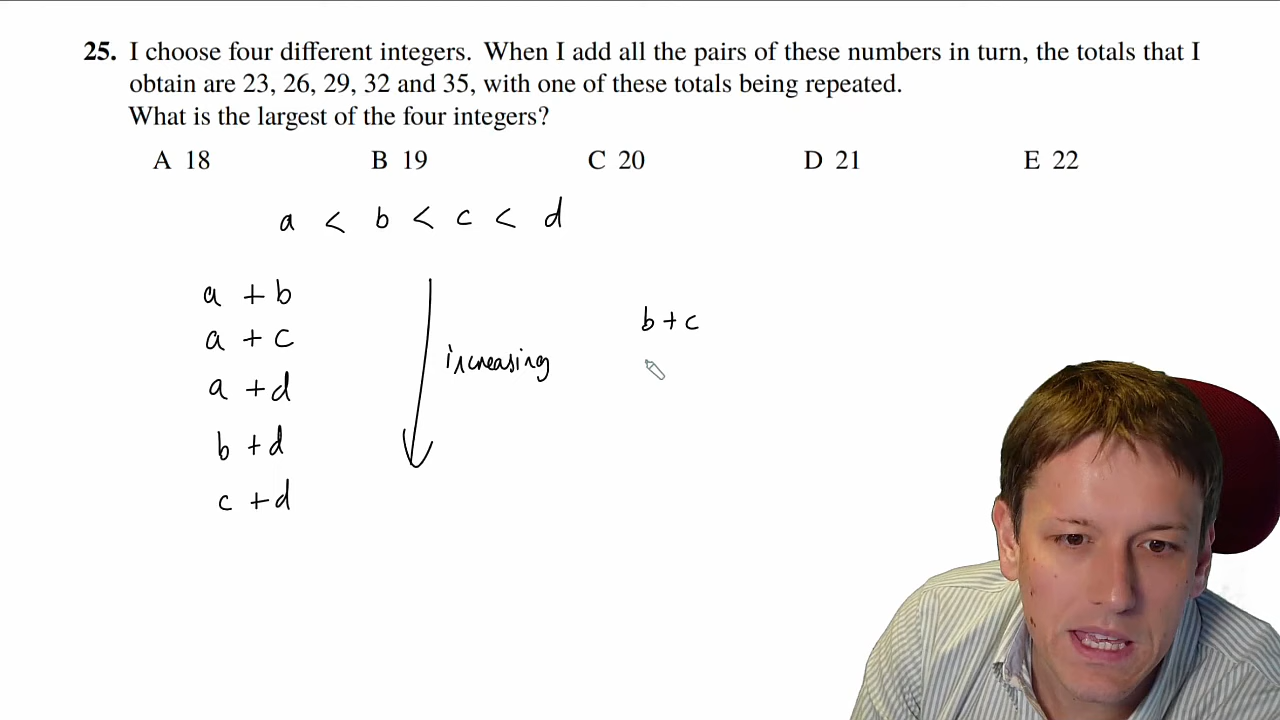 25. I choose four different integers. When I add all the pairs of these numbers in turn, the totals that I
obtain are 23, 26, 29, 32 and 35, with one of these totals being repeated.
What is the largest of the four integers?
A 18 B 19 C 20 D 21 E 22
a < b < c < d
a + b
a + c
a + d
b + d
c + d
increasing
b + c